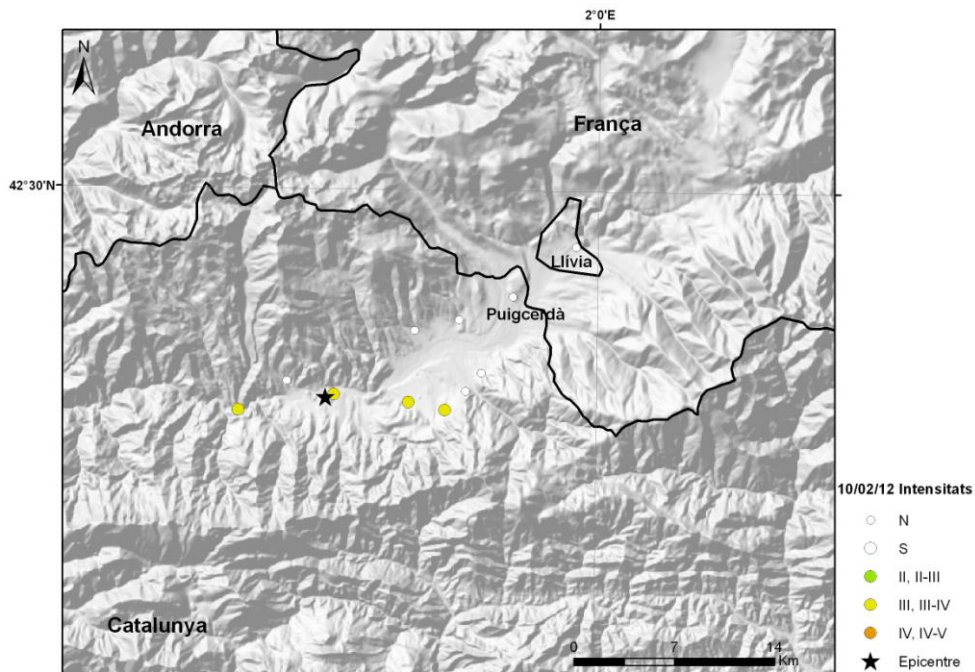 2°0'E
N
Andorra
França
42°30'N
Llívia
Puigcerdà
10/02/12 Intensitats
N
S
II, II-III
III, III-IV
IV, IV-V
Epicentre
Catalunya
0 7 14
Km